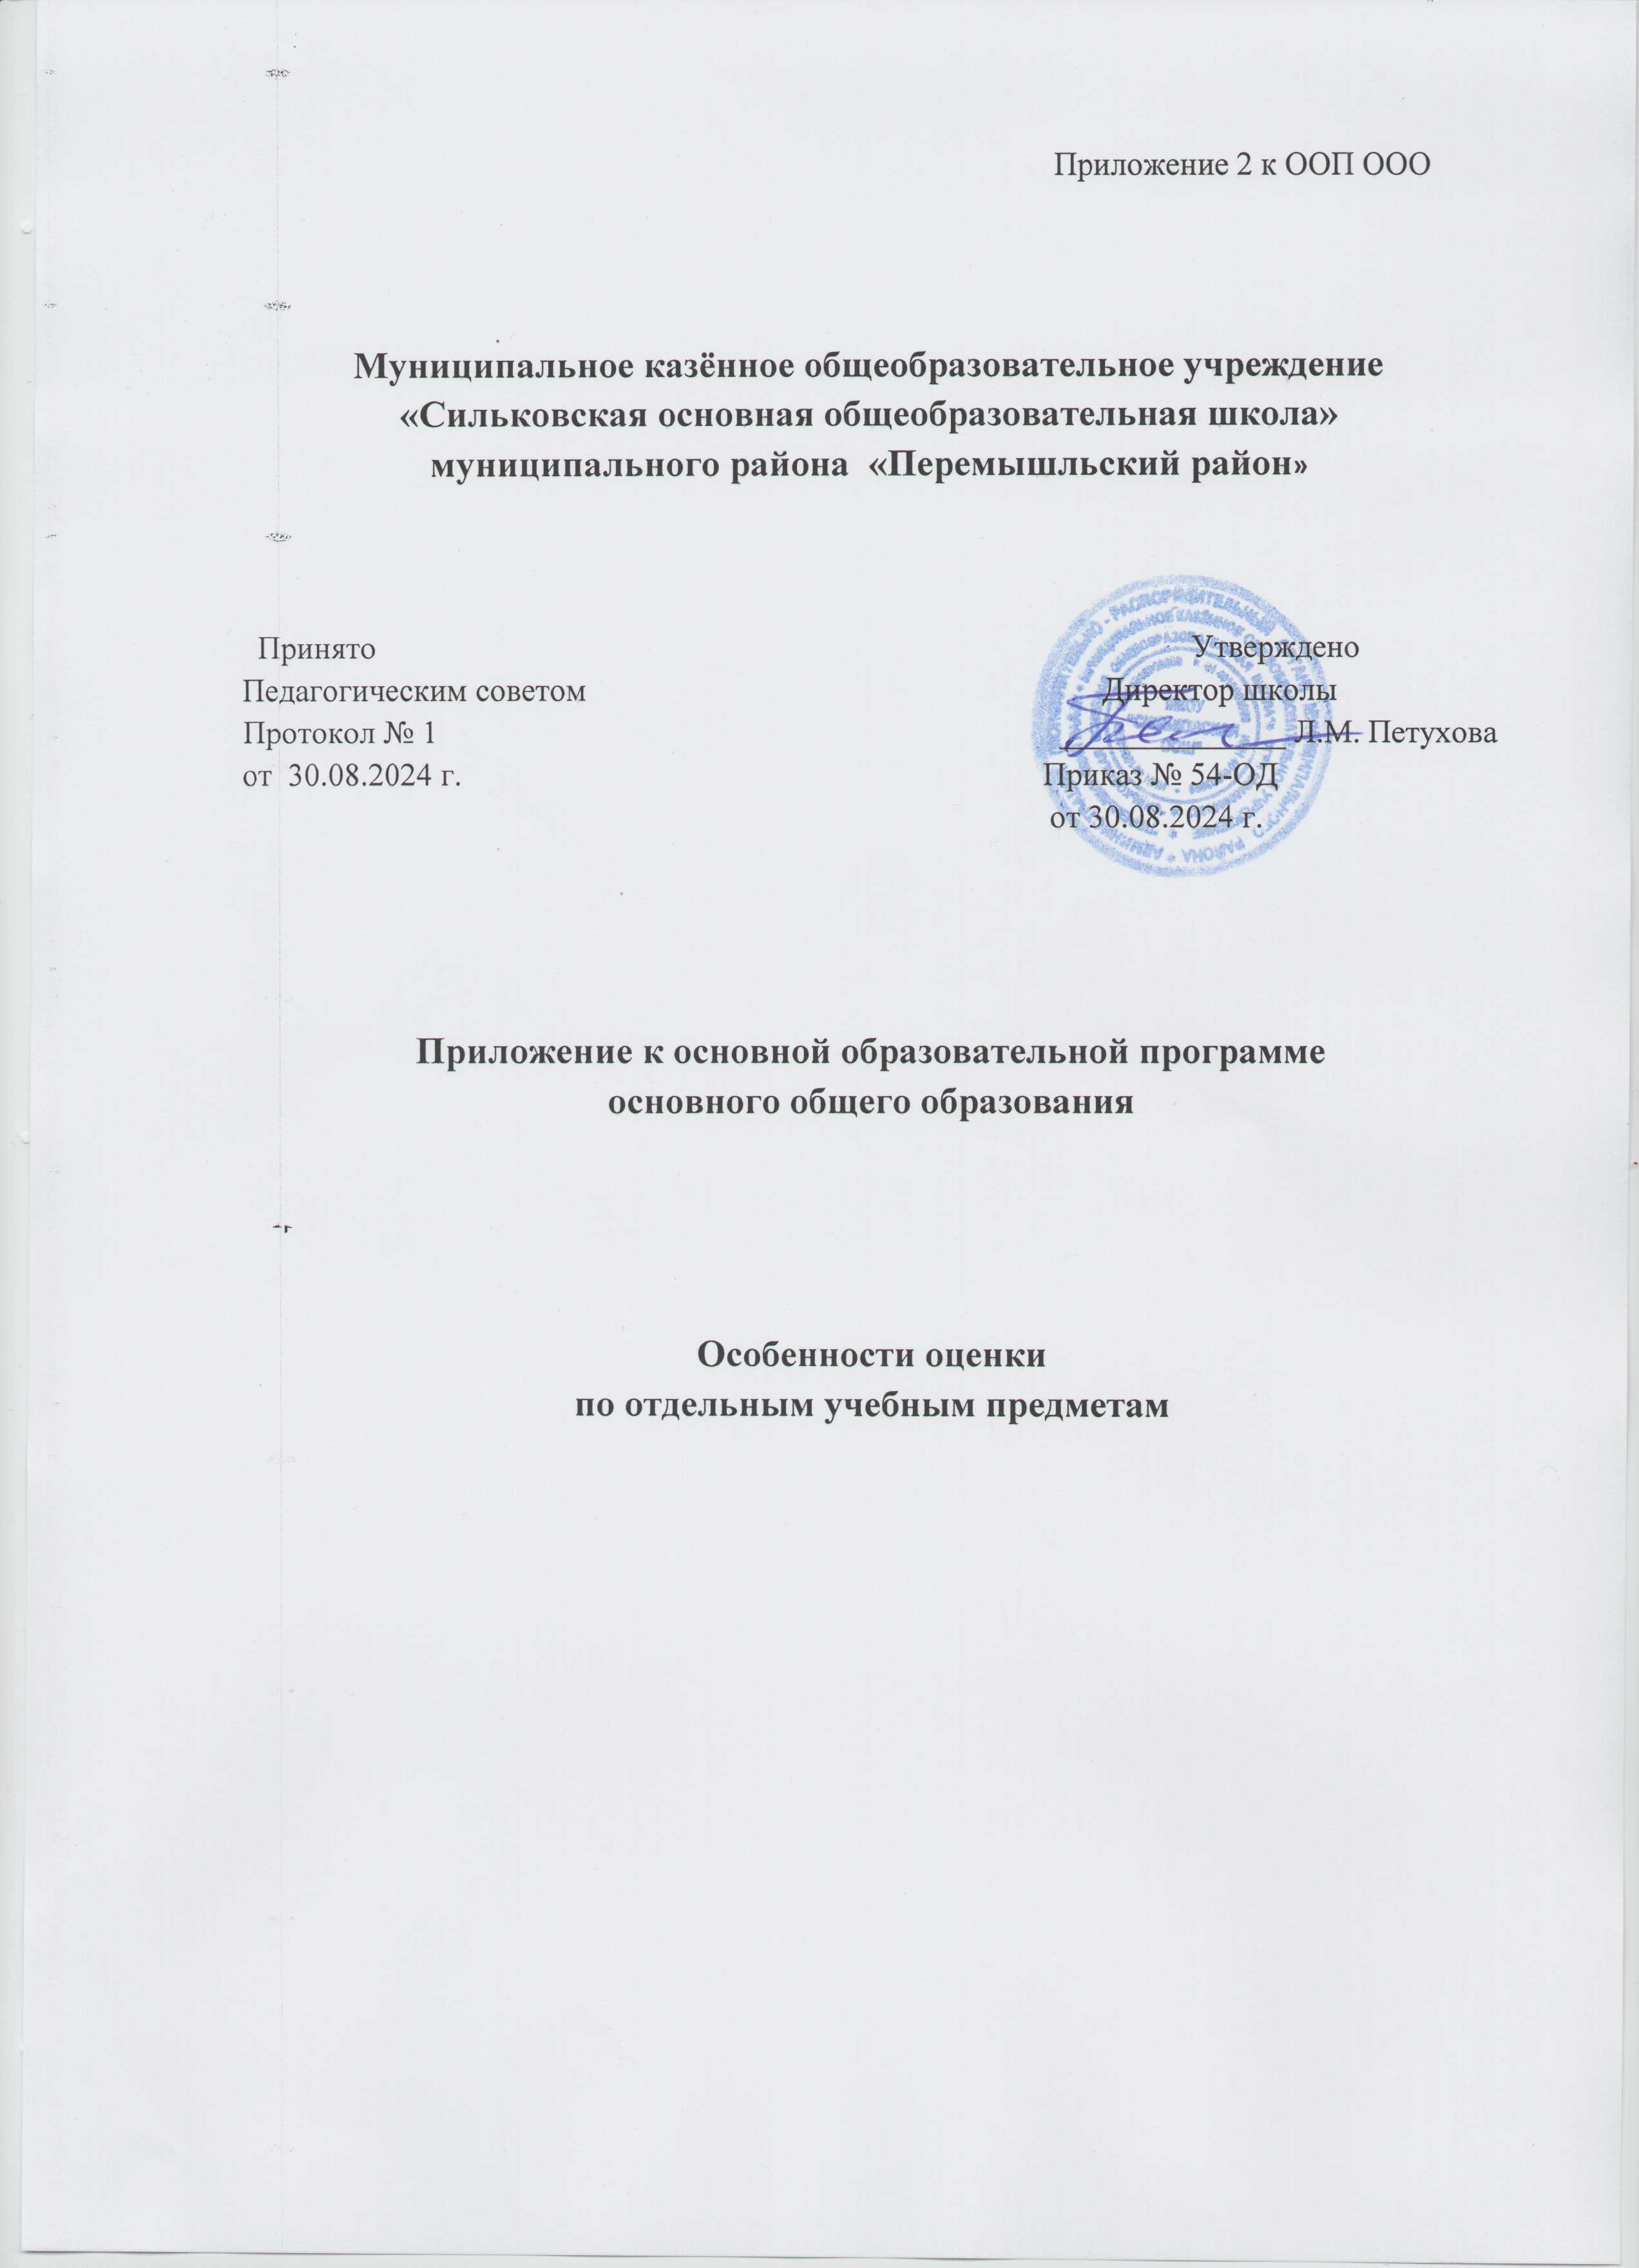 Приложение 2 к ООП ООО
Муниципальное казённое общеобразовательное учреждение
«Сильковская основная общеобразовательная школа»
муниципального района «Перемышльский район»
Принято
Педагогическим советом
Протокол № 1
от 30.08.2024 г.
Утверждено
Директор школы
Л.М. Петухова
Приказ № 54-ОД
от 30.08.2024 г.
Приложение к основной образовательной программе
основного общего образования
Особенности оценки
по отдельным учебным предметам